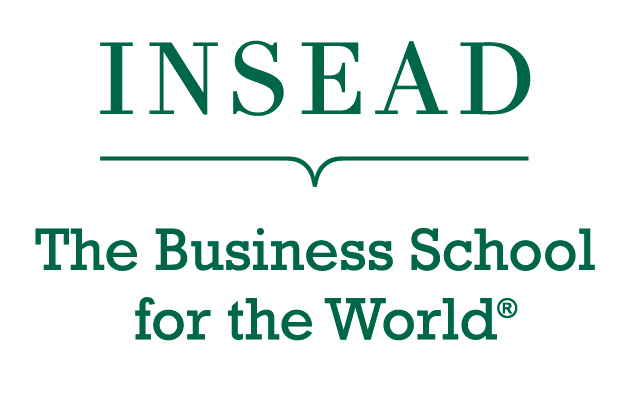 INSEAD
The Business School
for the World®